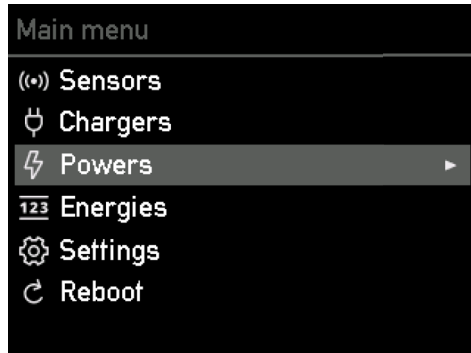 Main menu
Sensors
Chargers
Powers
123 Energies
Settings
Reboot